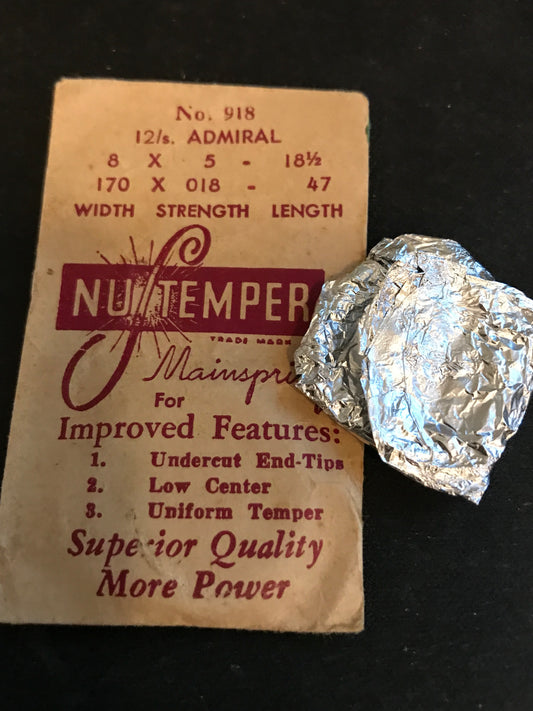 No. 918
12/s. ADMIRAL
8 X 5 - 18½
170 X 018 - 47
WIDTH STRENGTH LENGTH
NU TEMPER
TRADE MARK
Mainspri
For
Improved Features:
1. Undercut End-Tips
2. Low Center
3. Uniform Temper
Superior Quality
More Power